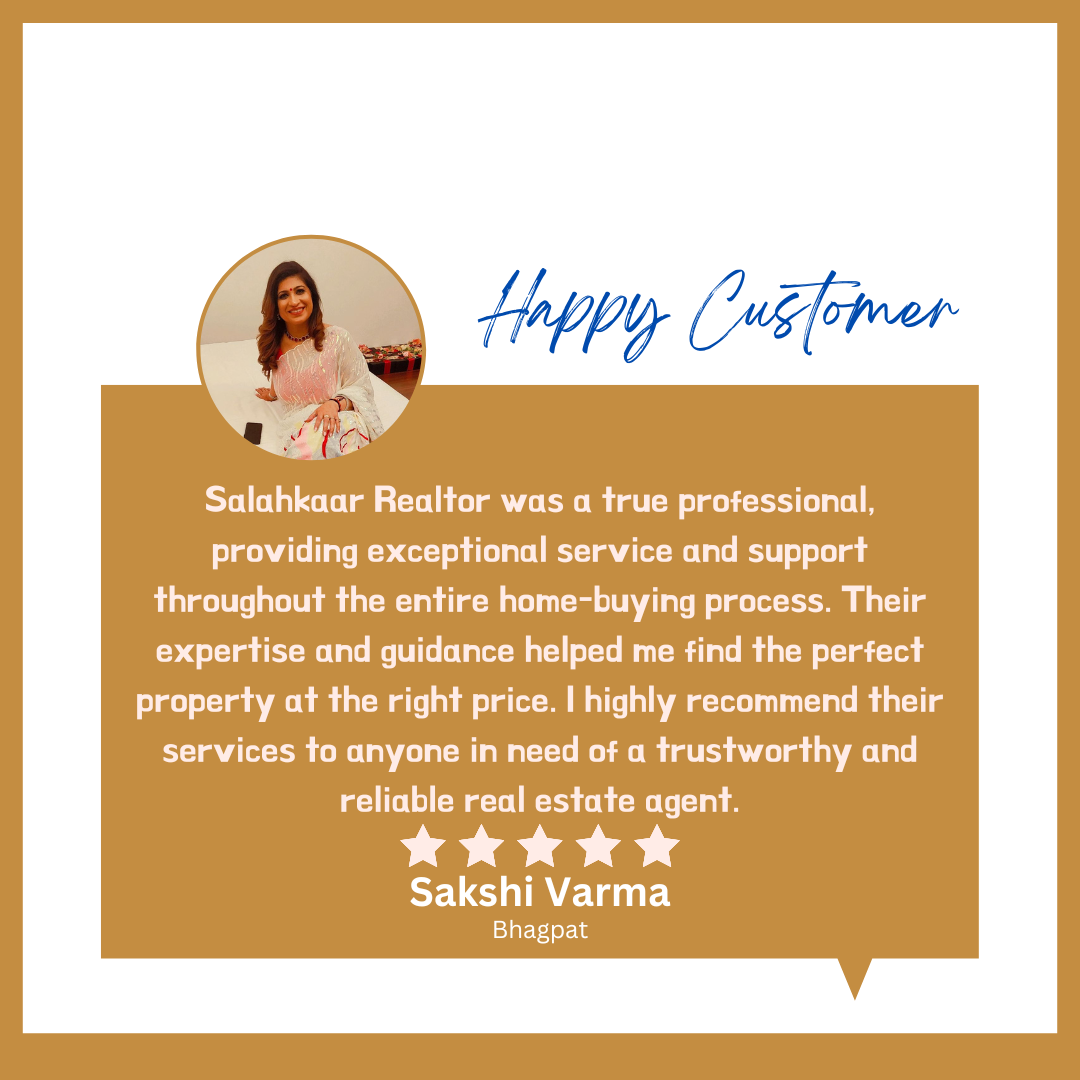 Happy Customer
Salahkaar Realtor was a true professional,
providing exceptional service and support
throughout the entire home-buying process. Their
expertise and guidance helped me find the perfect
property at the right price. I highly recommend their
services to anyone in need of a trustworthy and
reliable real estate agent.
Sakshi Varma
Bhagpat